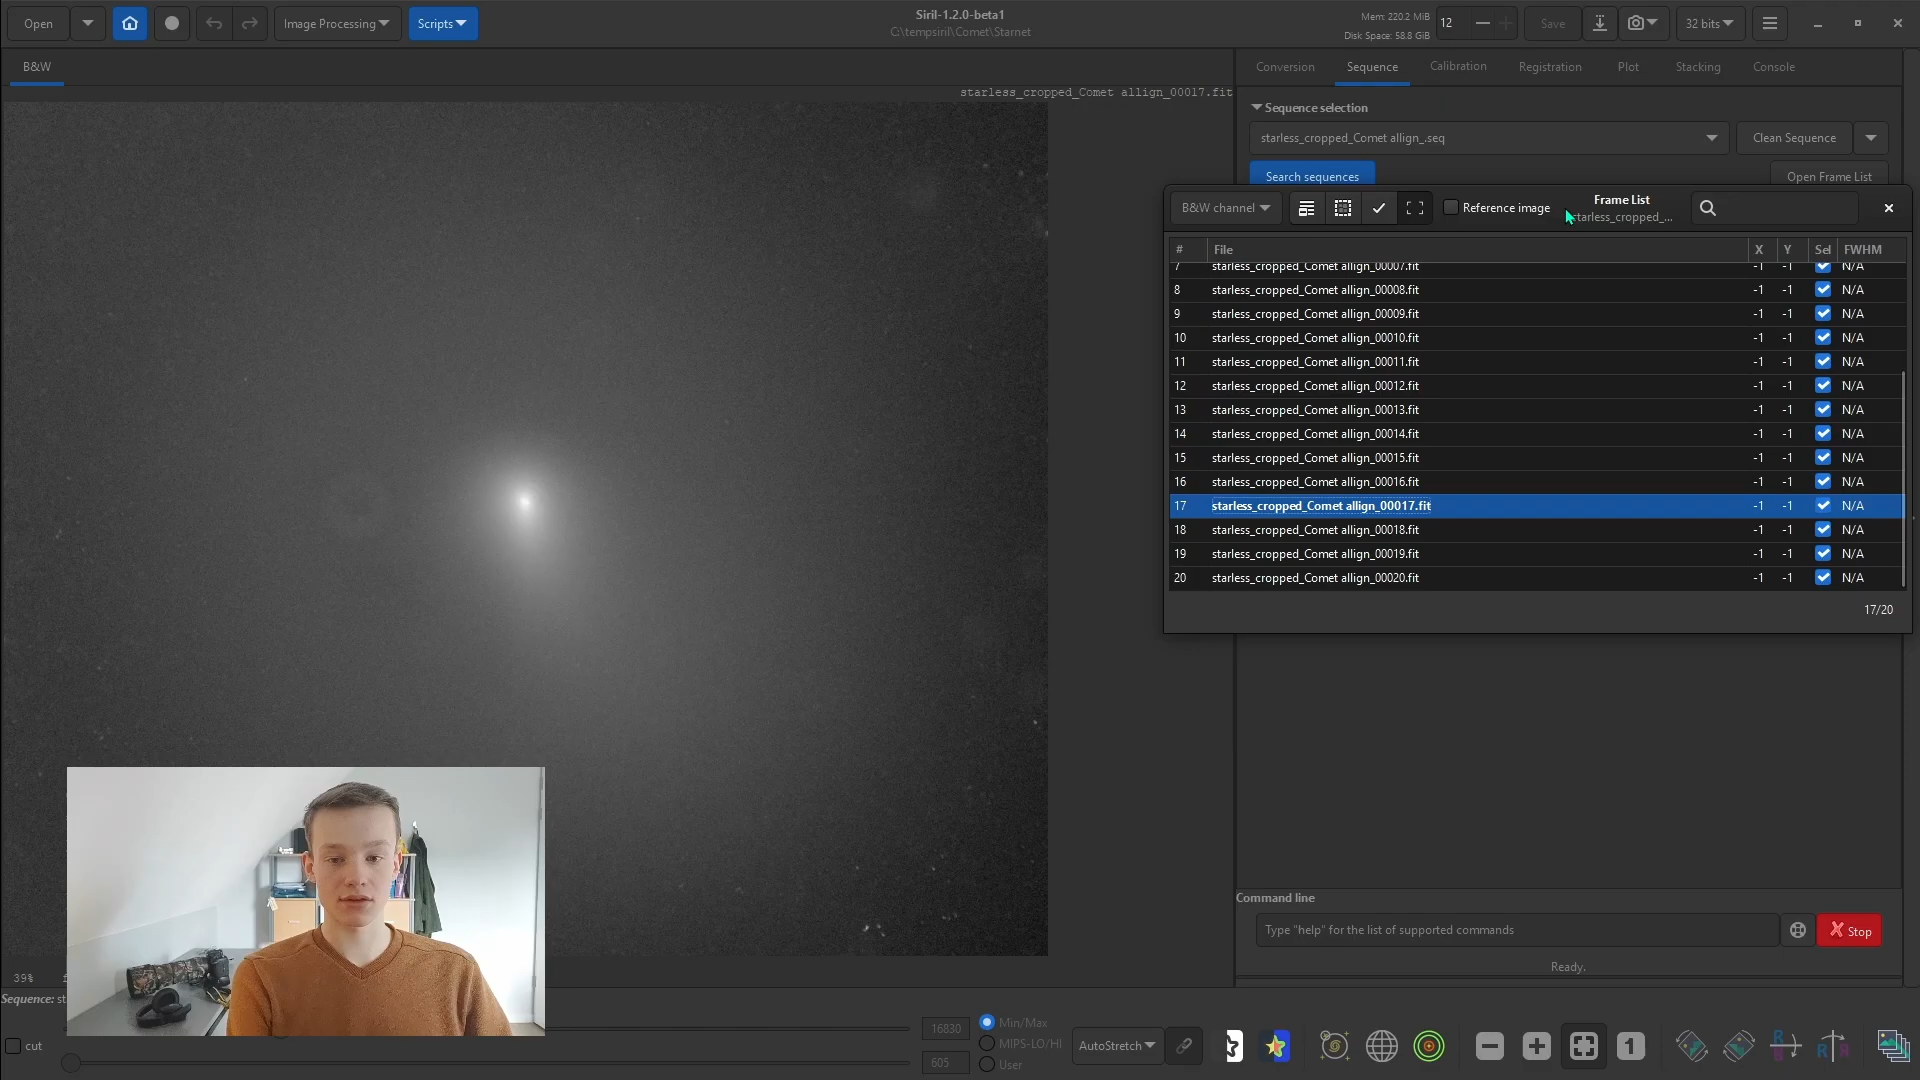 Open
Image Processing
Scripts
Siril-1.2.0-beta1
C:\tempsiril\Comet\Starnet
Mem: 220.2 MiB
Disk Space: 58.8 GiB
12
Save
32 bits
B&W
starless_cropped_Comet allign_00017.fit
Conversion
Sequence
Calibration
Registration
Plot
Stacking
Console
Sequence selection
starless_cropped_Comet allign_.seq
Clean Sequence
Search sequences
Open Frame List
B&W channel
Reference image
Frame List
starless_cropped_...
# File X Y Sel FWHM
7 starless_cropped_Comet allign_00007.fit -1 -1 N/A
8 starless_cropped_Comet allign_00008.fit -1 -1 N/A
9 starless_cropped_Comet allign_00009.fit -1 -1 N/A
10 starless_cropped_Comet allign_00010.fit -1 -1 N/A
11 starless_cropped_Comet allign_00011.fit -1 -1 N/A
12 starless_cropped_Comet allign_00012.fit -1 -1 N/A
13 starless_cropped_Comet allign_00013.fit -1 -1 N/A
14 starless_cropped_Comet allign_00014.fit -1 -1 N/A
15 starless_cropped_Comet allign_00015.fit -1 -1 N/A
16 starless_cropped_Comet allign_00016.fit -1 -1 N/A
17 starless_cropped_Comet allign_00017.fit -1 -1 N/A
18 starless_cropped_Comet allign_00018.fit -1 -1 N/A
19 starless_cropped_Comet allign_00019.fit -1 -1 N/A
20 starless_cropped_Comet allign_00020.fit -1 -1 N/A
17/20
Command line
Type "help" for the list of supported commands
Stop
Ready.
39%
Sequence: st
cut
16830
605
Min/Max
MIPS-LO/HI
User
AutoStretch
1